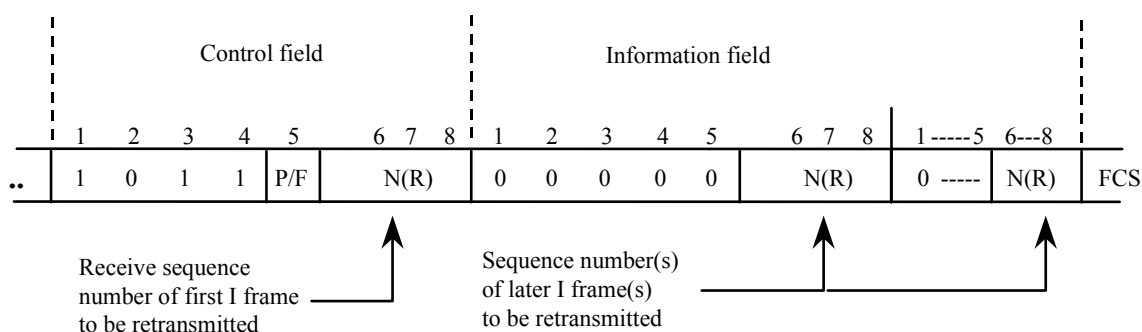 Control field Information field
1 2 3 4 5 6 7 8 1 2 3 4 5 6 7 8 1 -----5 6---8
.. 1 0 1 1 P/F N(R) 0 0 0 0 0 N(R) 0 ----- N(R) FCS
Receive sequence
number of first I frame
to be retransmitted
Sequence number(s)
of later I frame(s)
to be retransmitted